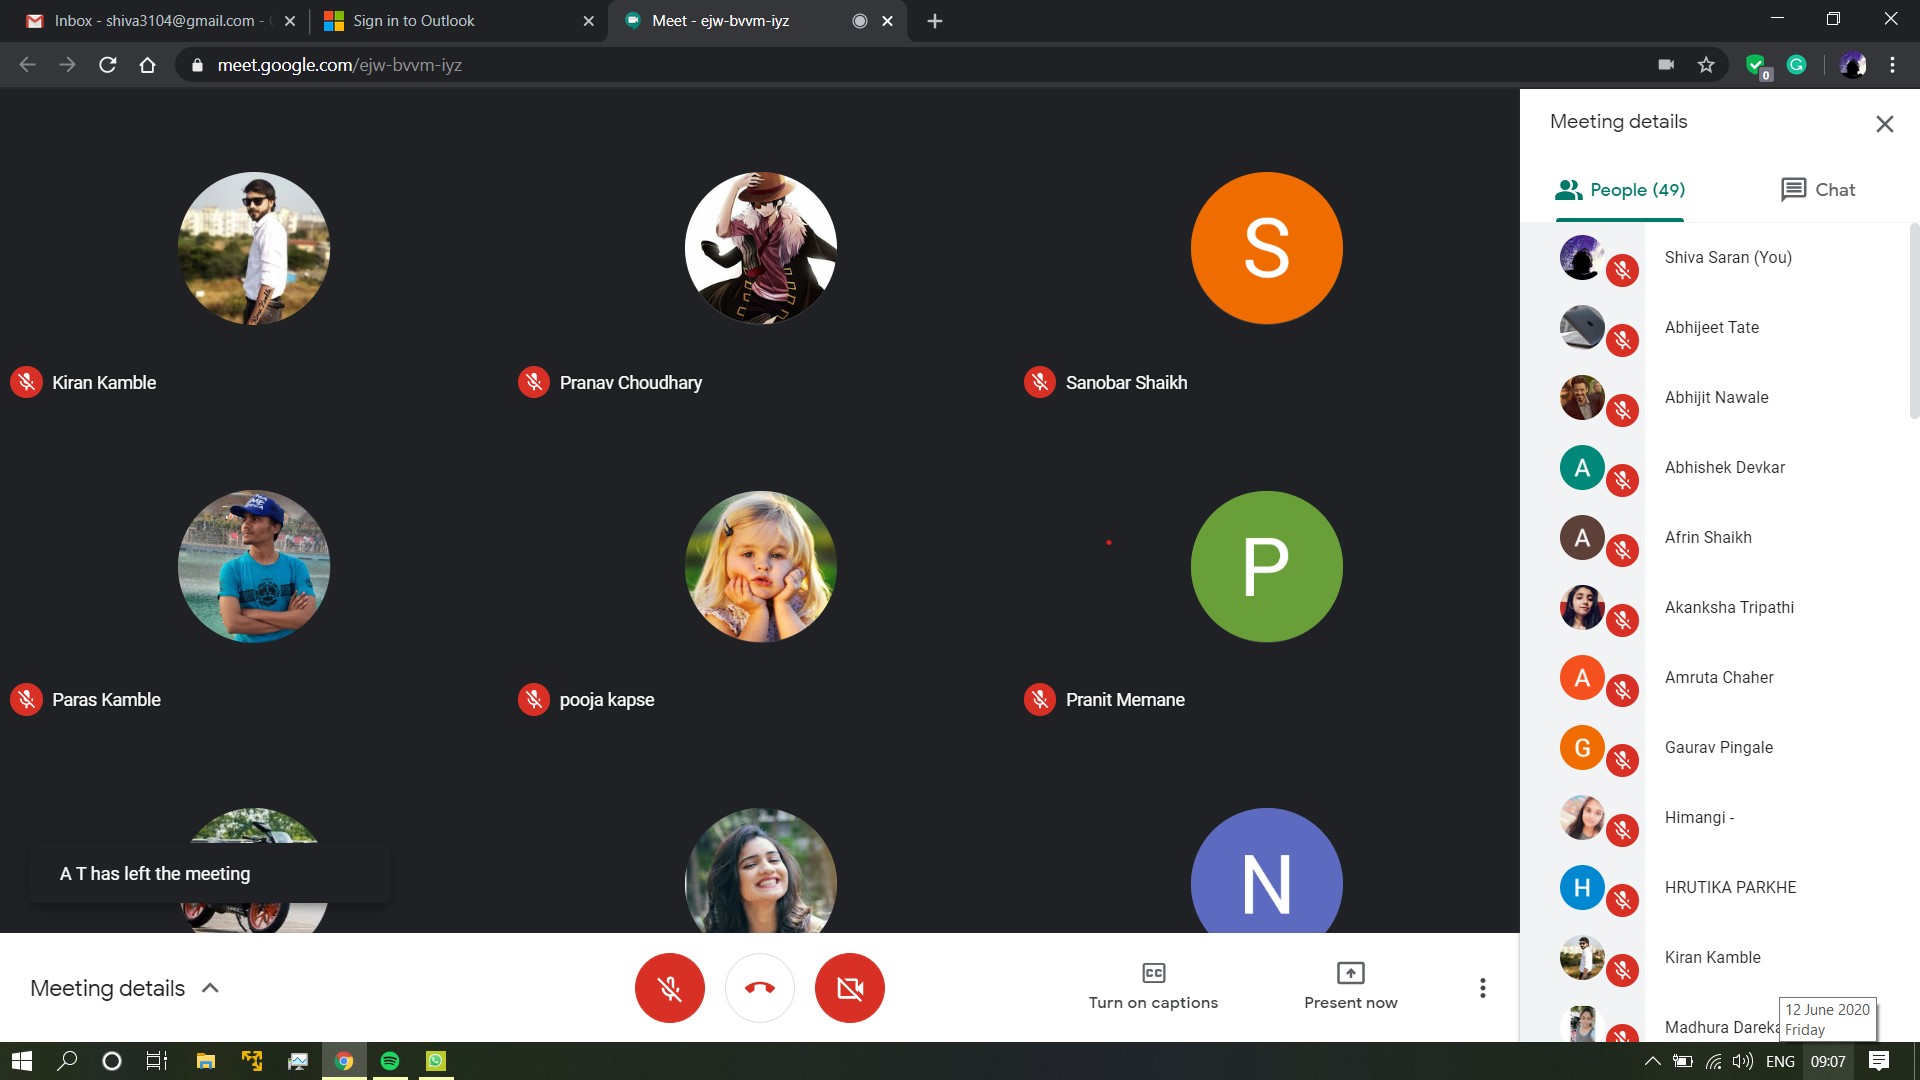 Inbox - shiva3104@gmail.com -
Sign in to Outlook
Meet - ejw-bvvm-iyz
meet.google.com/ejw-bvvm-iyz
0
Meeting details
People (49)
Chat
S
Kiran Kamble
Pranav Choudhary
Sanobar Shaikh
P
Paras Kamble
pooja kapse
Pranit Memane
N
A T has left the meeting
Shiva Saran (You)
Abhijeet Tate
Abhijit Nawale
A
Abhishek Devkar
A
Afrin Shaikh
Akanksha Tripathi
A
Amruta Chaher
G
Gaurav Pingale
Himangi -
H
HRUTIKA PARKHE
Kiran Kamble
Madhura
12 June 2020
Friday
Meeting details
CC
Turn on captions
Present now
ENG
09:07